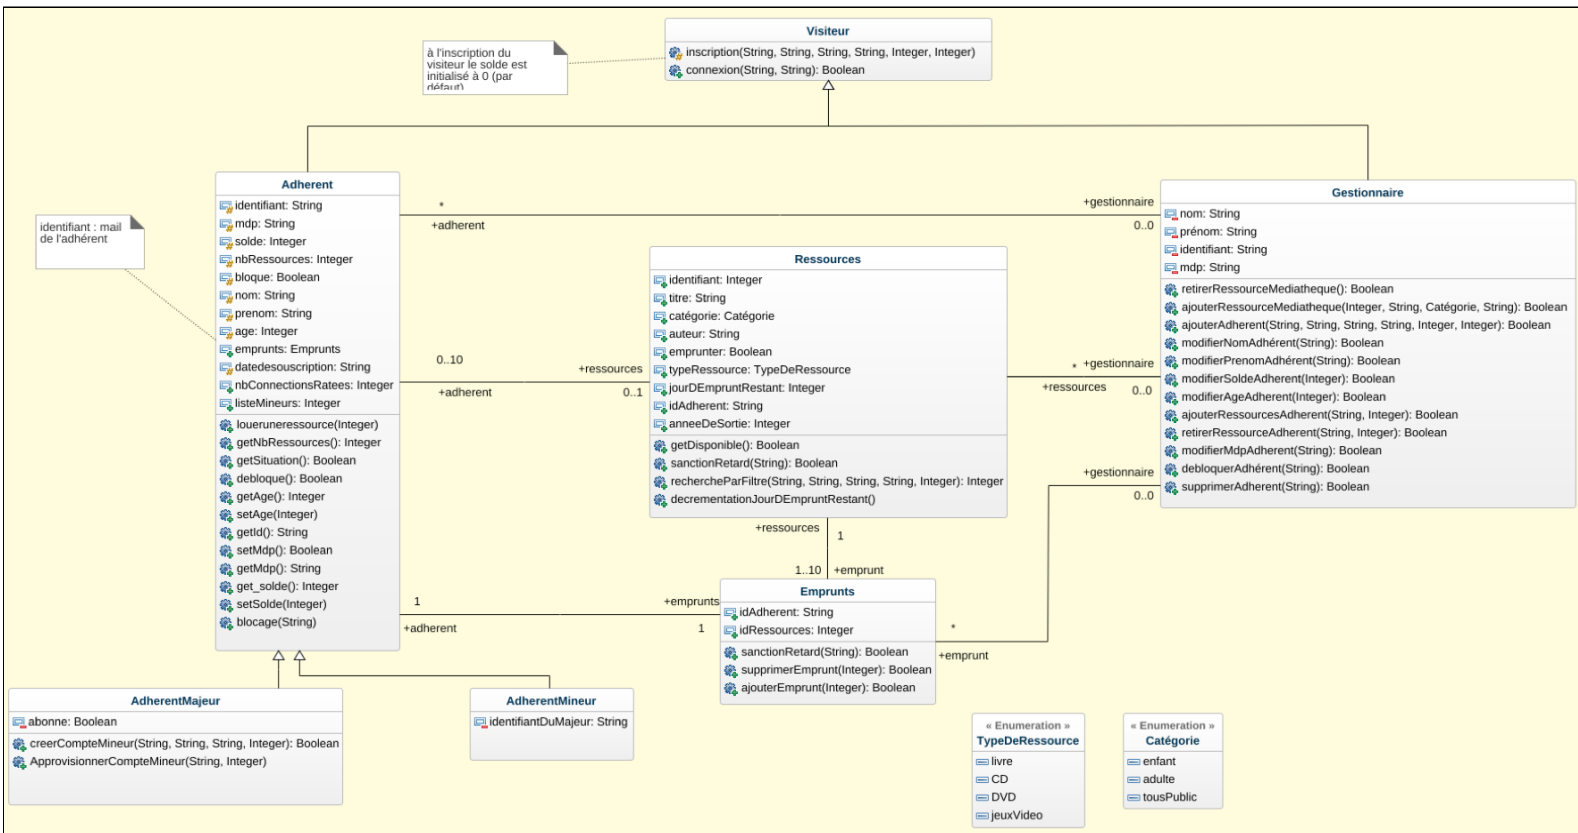 Visiteur
inscription(String, String, String, String, Integer, Integer)
connexion(String, String): Boolean
à l'inscription du
visiteur le solde est
initialisé à 0 (par
défaut)
Adherent
identifiant: String
mdp: String
solde: Integer
nbRessources: Integer
bloque: Boolean
nom: String
prenom: String
age: Integer
emprunts: Emprunts
datedesouscription: String
nbConnectionsRatees: Integer
listeMineurs: Integer
loueruneressource(Integer)
getNbRessources(): Integer
getSituation(): Boolean
debloque(): Boolean
getAge(): Integer
setAge(Integer)
getId(): String
setMdp(): Boolean
getMdp(): String
get_solde(): Integer
setSolde(Integer)
blocage(String)
identifiant : mail
de l'adhérent
*
+adherent
+gestionnaire
0..0
Gestionnaire
nom: String
prénom: String
identifiant: String
mdp: String
retirerRessourceMediatheque(): Boolean
ajouterRessourceMediatheque(Integer, String, Catégorie, String): Boolean
ajouterAdherent(String, String, String, String, Integer, Integer): Boolean
modifierNomAdhérent(String): Boolean
modifierPrenomAdhérent(String): Boolean
modifierSoldeAdherent(Integer): Boolean
modifierAgeAdherent(Integer): Boolean
ajouterRessourcesAdherent(String, Integer): Boolean
retirerRessourceAdherent(String, Integer): Boolean
modifierMdpAdherent(String): Boolean
debloquerAdhérent(String): Boolean
supprimerAdherent(String): Boolean
Ressources
identifiant: Integer
titre: String
catégorie: Catégorie
auteur: String
emprunter: Boolean
typeRessource: TypeDeRessource
jourDEmpruntRestant: Integer
idAdherent: String
anneeDeSortie: Integer
getDisponible(): Boolean
sanctionRetard(String): Boolean
rechercheParFiltre(String, String, String, String, Integer): Integer
decrementationJourDEmpruntRestant()
0..10
+adherent
+ressources
0..1
* +gestionnaire
+ressources
0..0
+gestionnaire
0..0
+ressources
1
1..10 +emprunt
Emprunts
idAdherent: String
idRessources: Integer
sanctionRetard(String): Boolean
supprimerEmprunt(Integer): Boolean
ajouterEmprunt(Integer): Boolean
1
+adherent
+emprunts
1
*
+emprunt
AdherentMajeur
abonne: Boolean
creerCompteMineur(String, String, String, Integer): Boolean
ApprovisionnerCompteMineur(String, Integer)
AdherentMineur
identifiantDuMajeur: String
« Enumeration »
TypeDeRessource
livre
CD
DVD
jeuxVideo
« Enumeration »
Catégorie
enfant
adulte
tousPublic